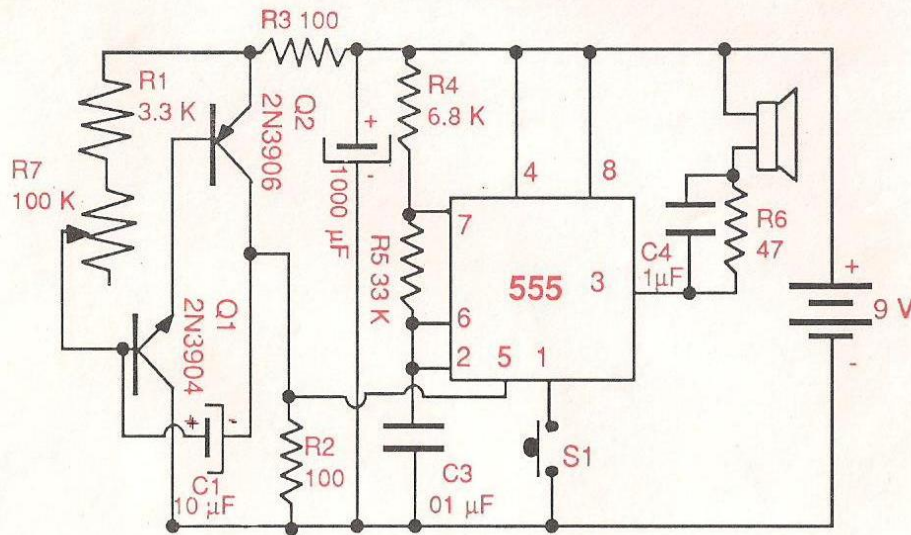 R3 100
R1
3.3 K
Q2
2N3906
R4
6.8 K
+
-
1000 µF
4
8
R7
100 K
7
R5 33 K
555
3
C4
1µF
R6
47
+
9 V
-
Q1
2N3904
6
2
5
1
+
-
C1
10 µF
R2
100
C3
01 µF
S1